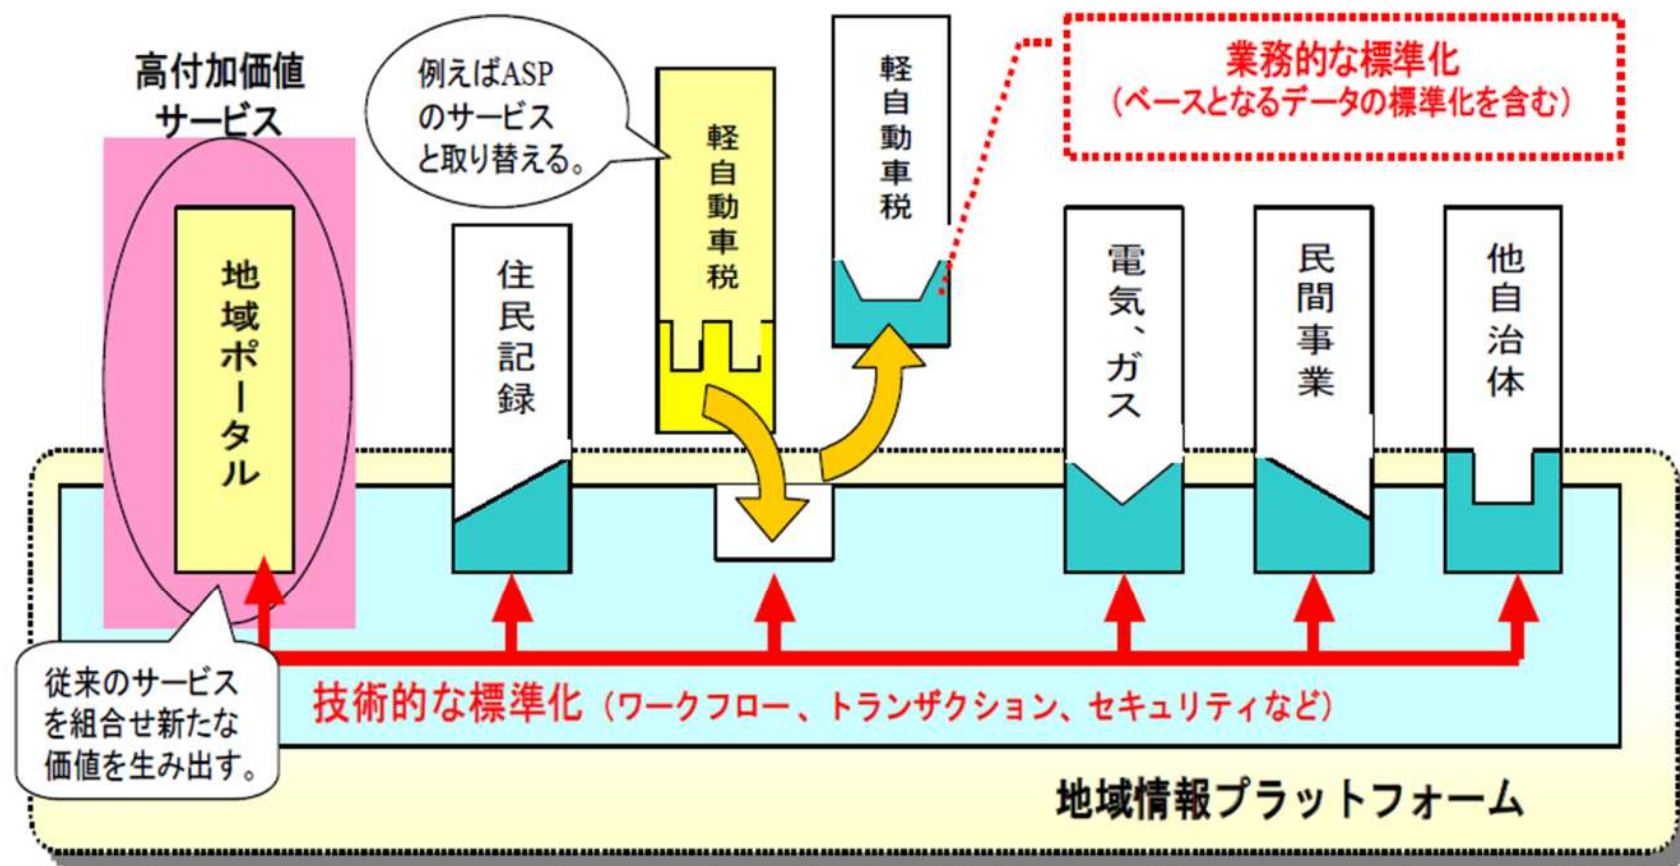 高付加価値
サービス
例えばASP
のサービス
と取り替える。
軽自動車税
軽自動車税
業務的な標準化
(ベースとなるデータの標準化を含む)
地域ポータル
住民記録
電気、ガス
民間事業
他自治体
従来のサービス
を組合せ新たな
価値を生み出す。
技術的な標準化(ワークフロー、トランザクション、セキュリティなど)
地域情報プラットフォーム